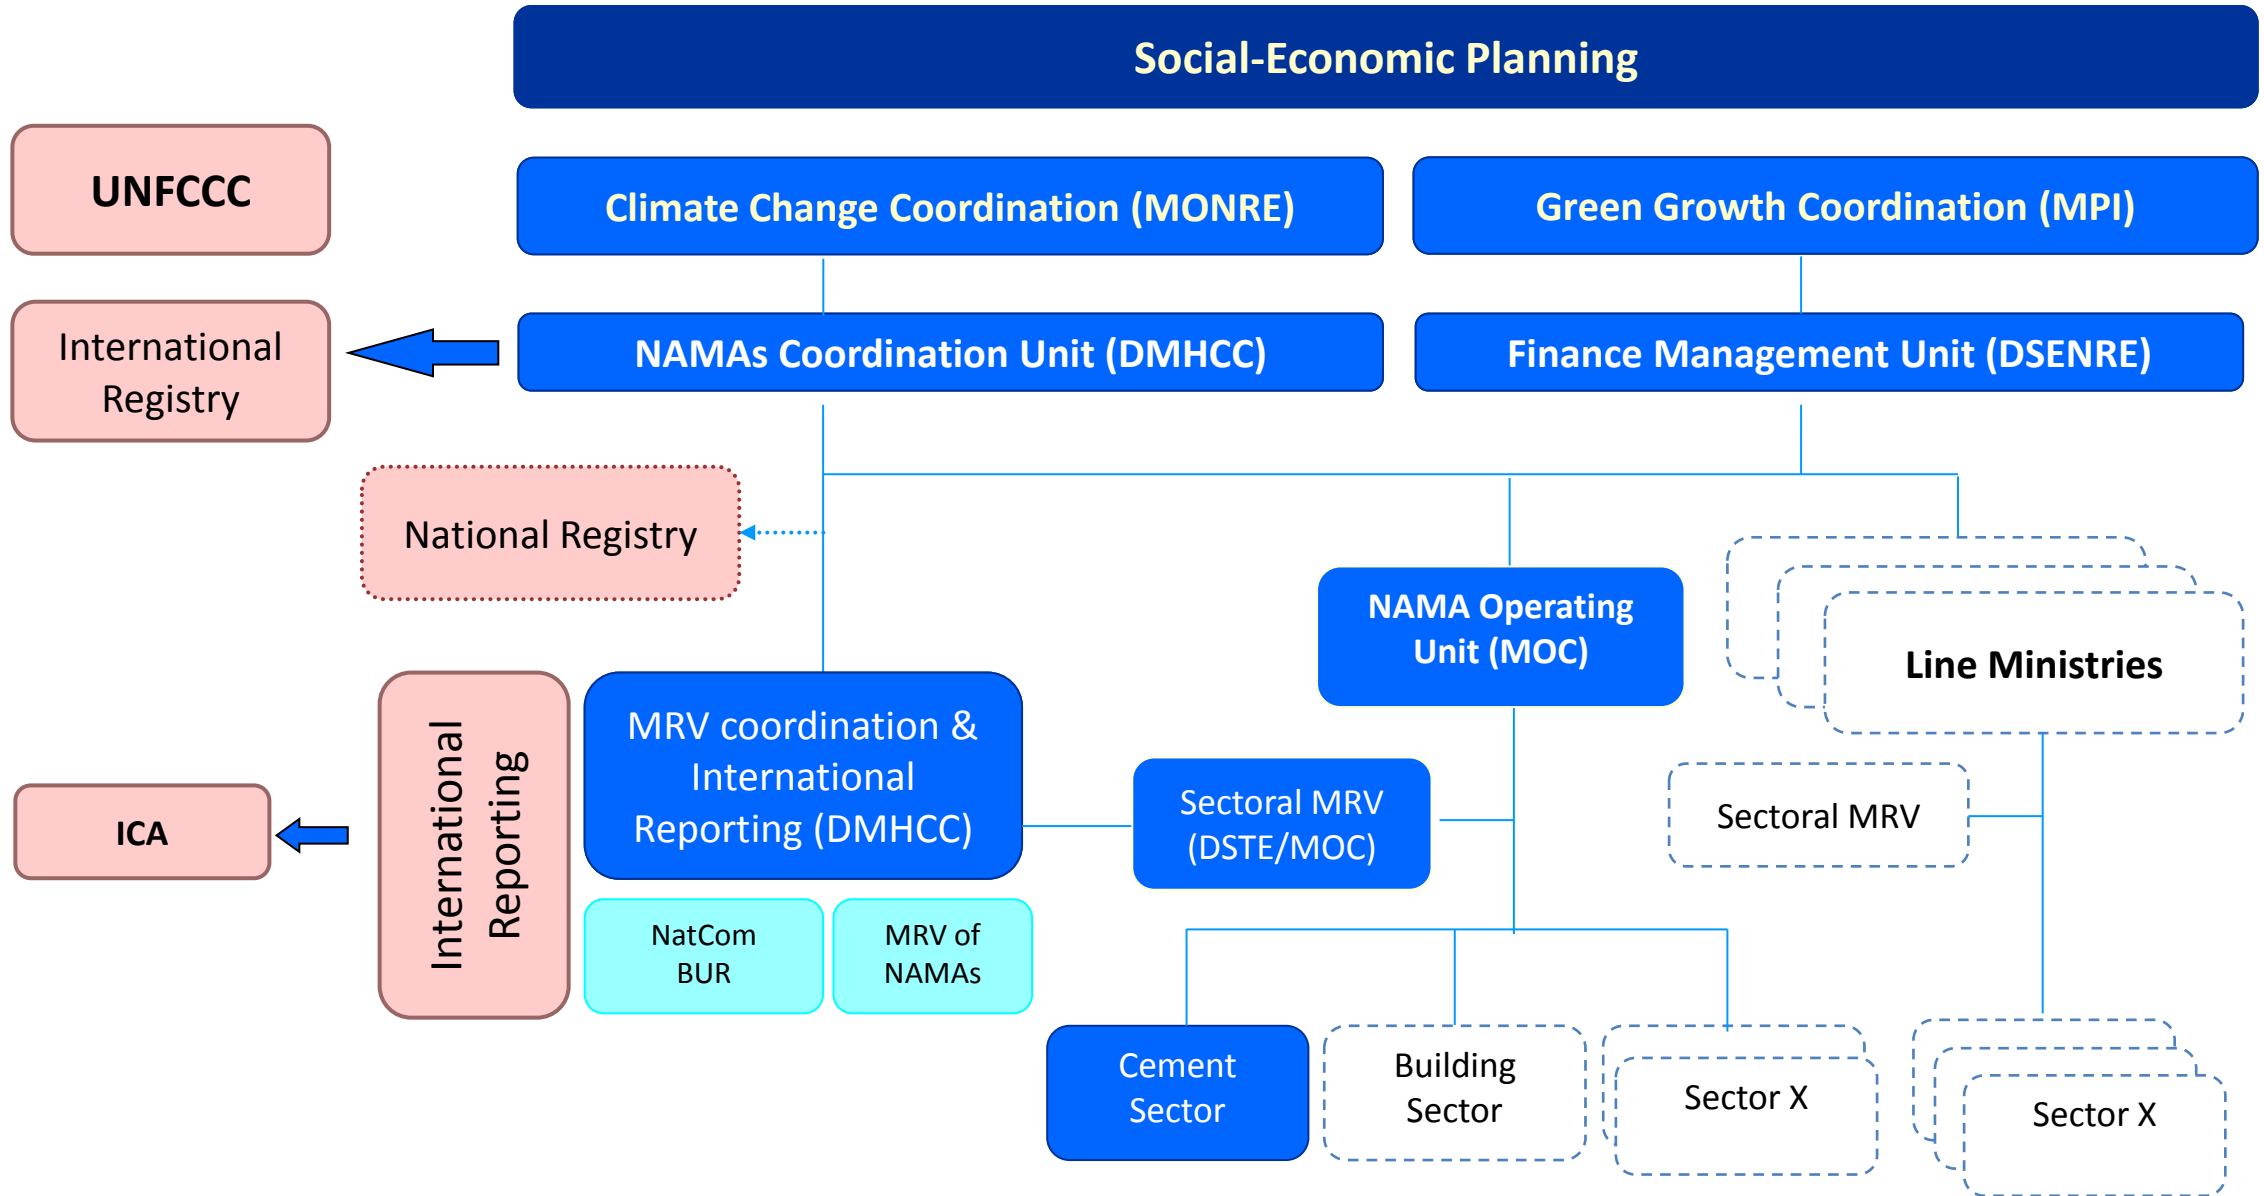 Social-Economic Planning
UNFCCC
Climate Change Coordination (MONRE)
Green Growth Coordination (MPI)
International
Registry
NAMAs Coordination Unit (DMHCC)
Finance Management Unit (DSENRE)
National Registry
NAMA Operating
Unit (MOC)
Line Ministries
International
Reporting
MRV coordination &
International
Reporting (DMHCC)
Sectoral MRV
(DSTE/MOC)
Sectoral MRV
ICA
NatCom
BUR
MRV of
NAMAs
Cement
Sector
Building
Sector
Sector X
Sector X